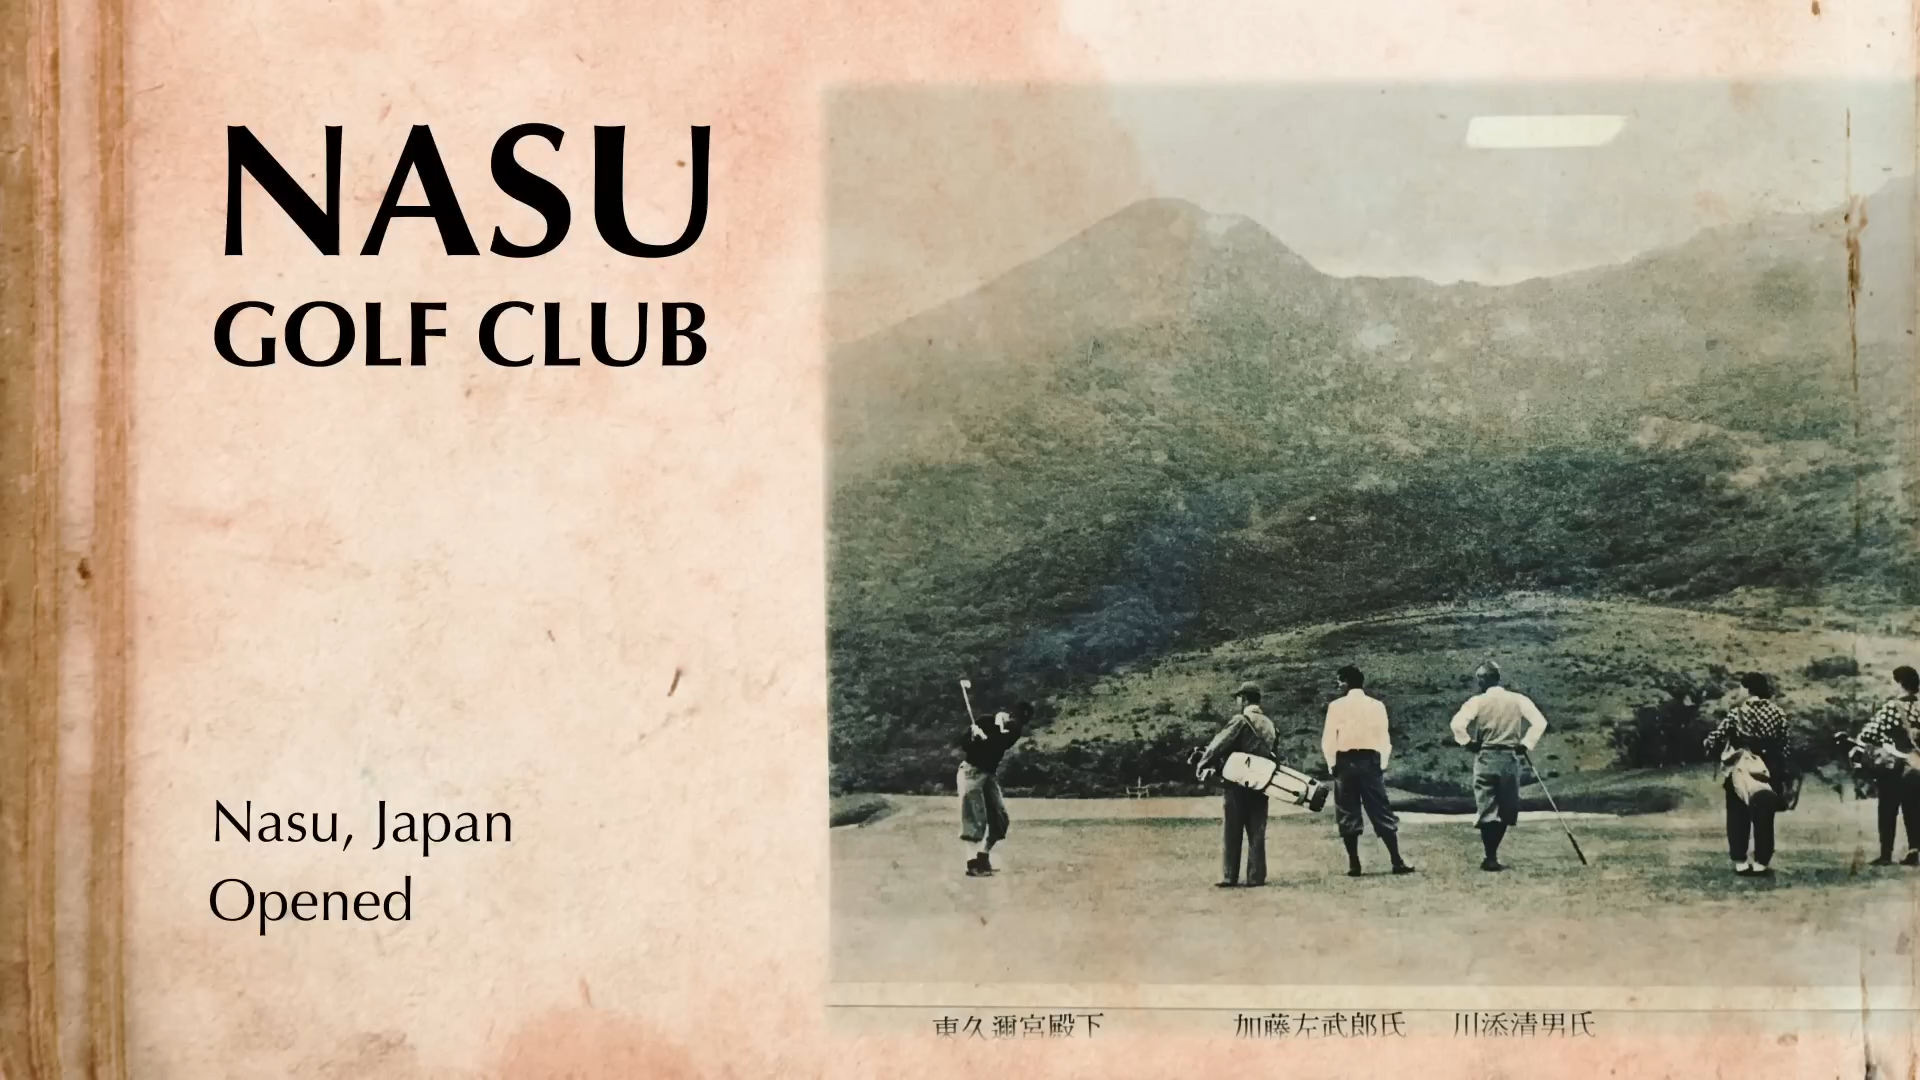 NASU
GOLF CLUB
Nasu, Japan
Opened
東久邇宮殿下
加藤左武郎氏
川添清男氏